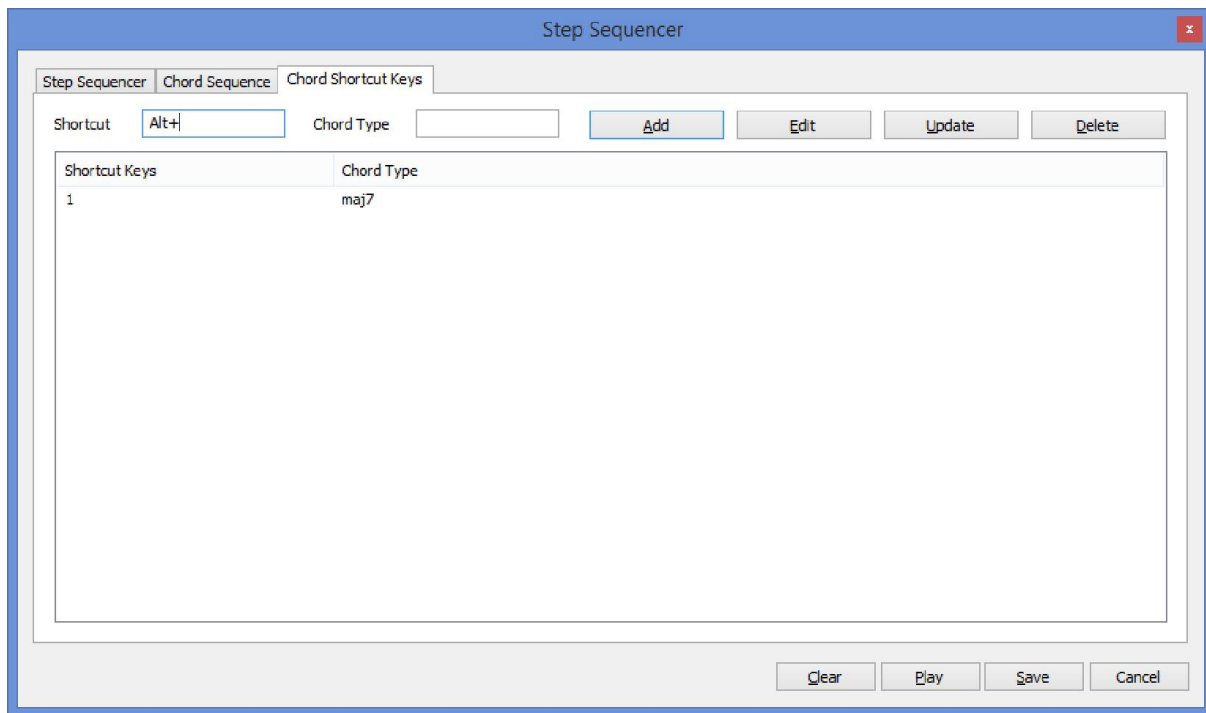 Step Sequencer
x
Step Sequencer Chord Sequence Chord Shortcut Keys
Shortcut Alt+ Chord Type Add Edit Update Delete
Shortcut Keys Chord Type
1 maj7
Clear Play Save Cancel